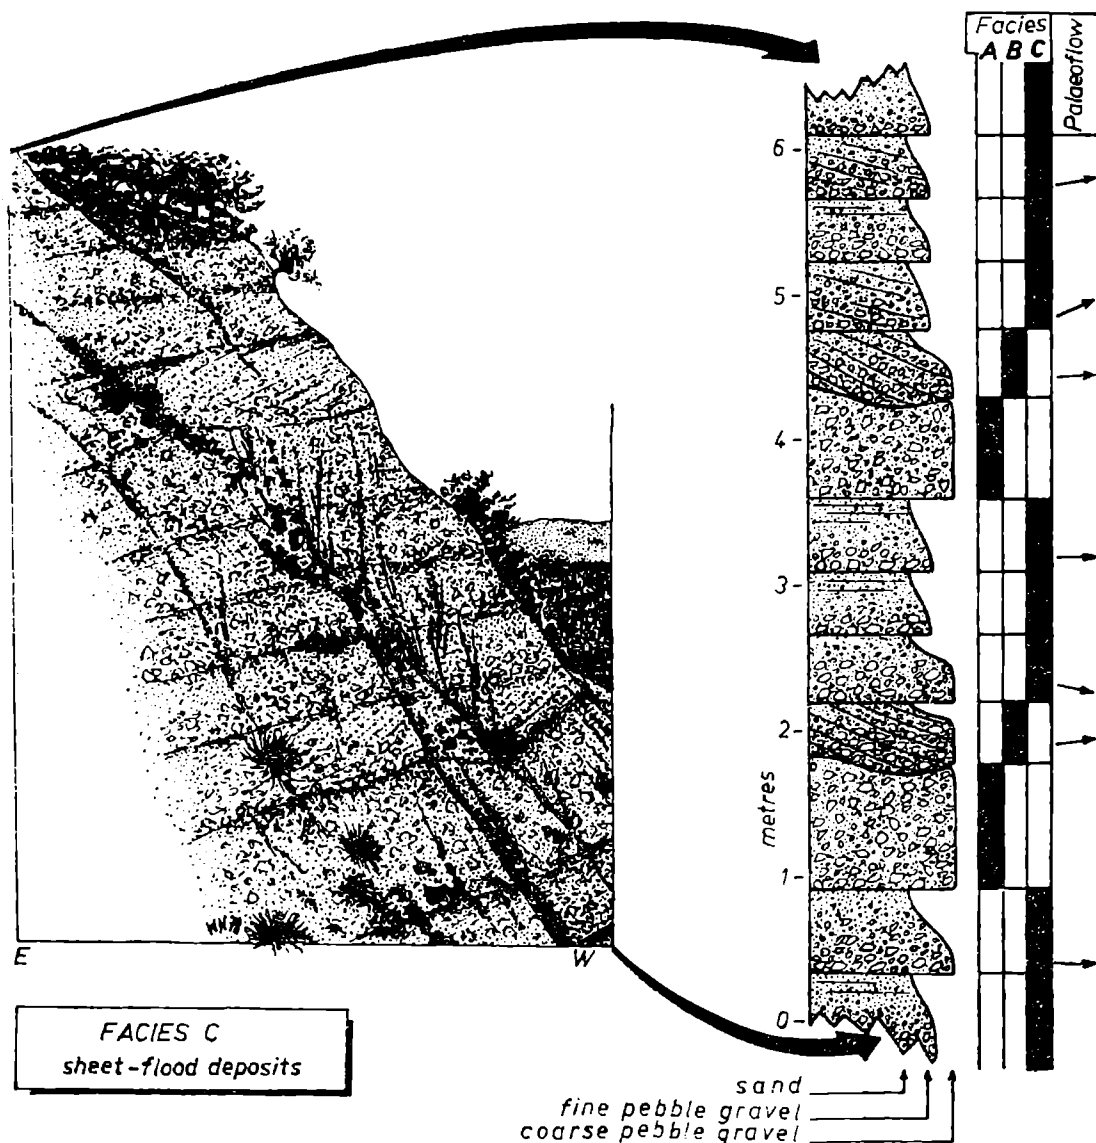 Facies
A B C
Palaeoflow
6
5
4
3
2
1
0
metres
E W
FACIES C
sheet-flood deposits
sand
fine pebble gravel
coarse pebble gravel